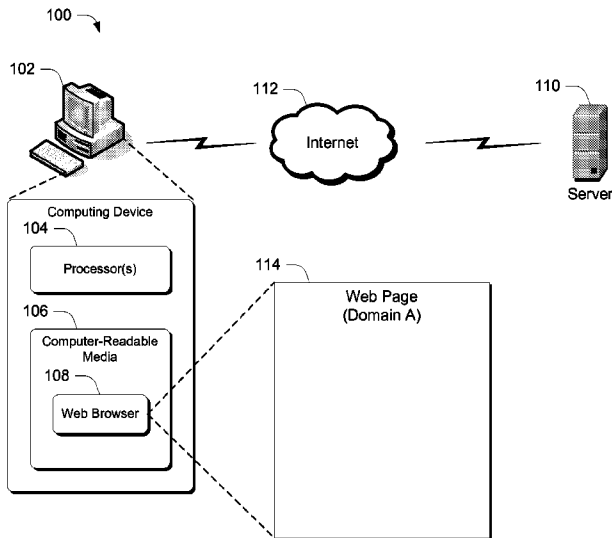 100
102
112
110
Internet
Server
Computing Device
104
Processor(s)
114
Web Page
(Domain A)
106
Computer-Readable
Media
108
Web Browser